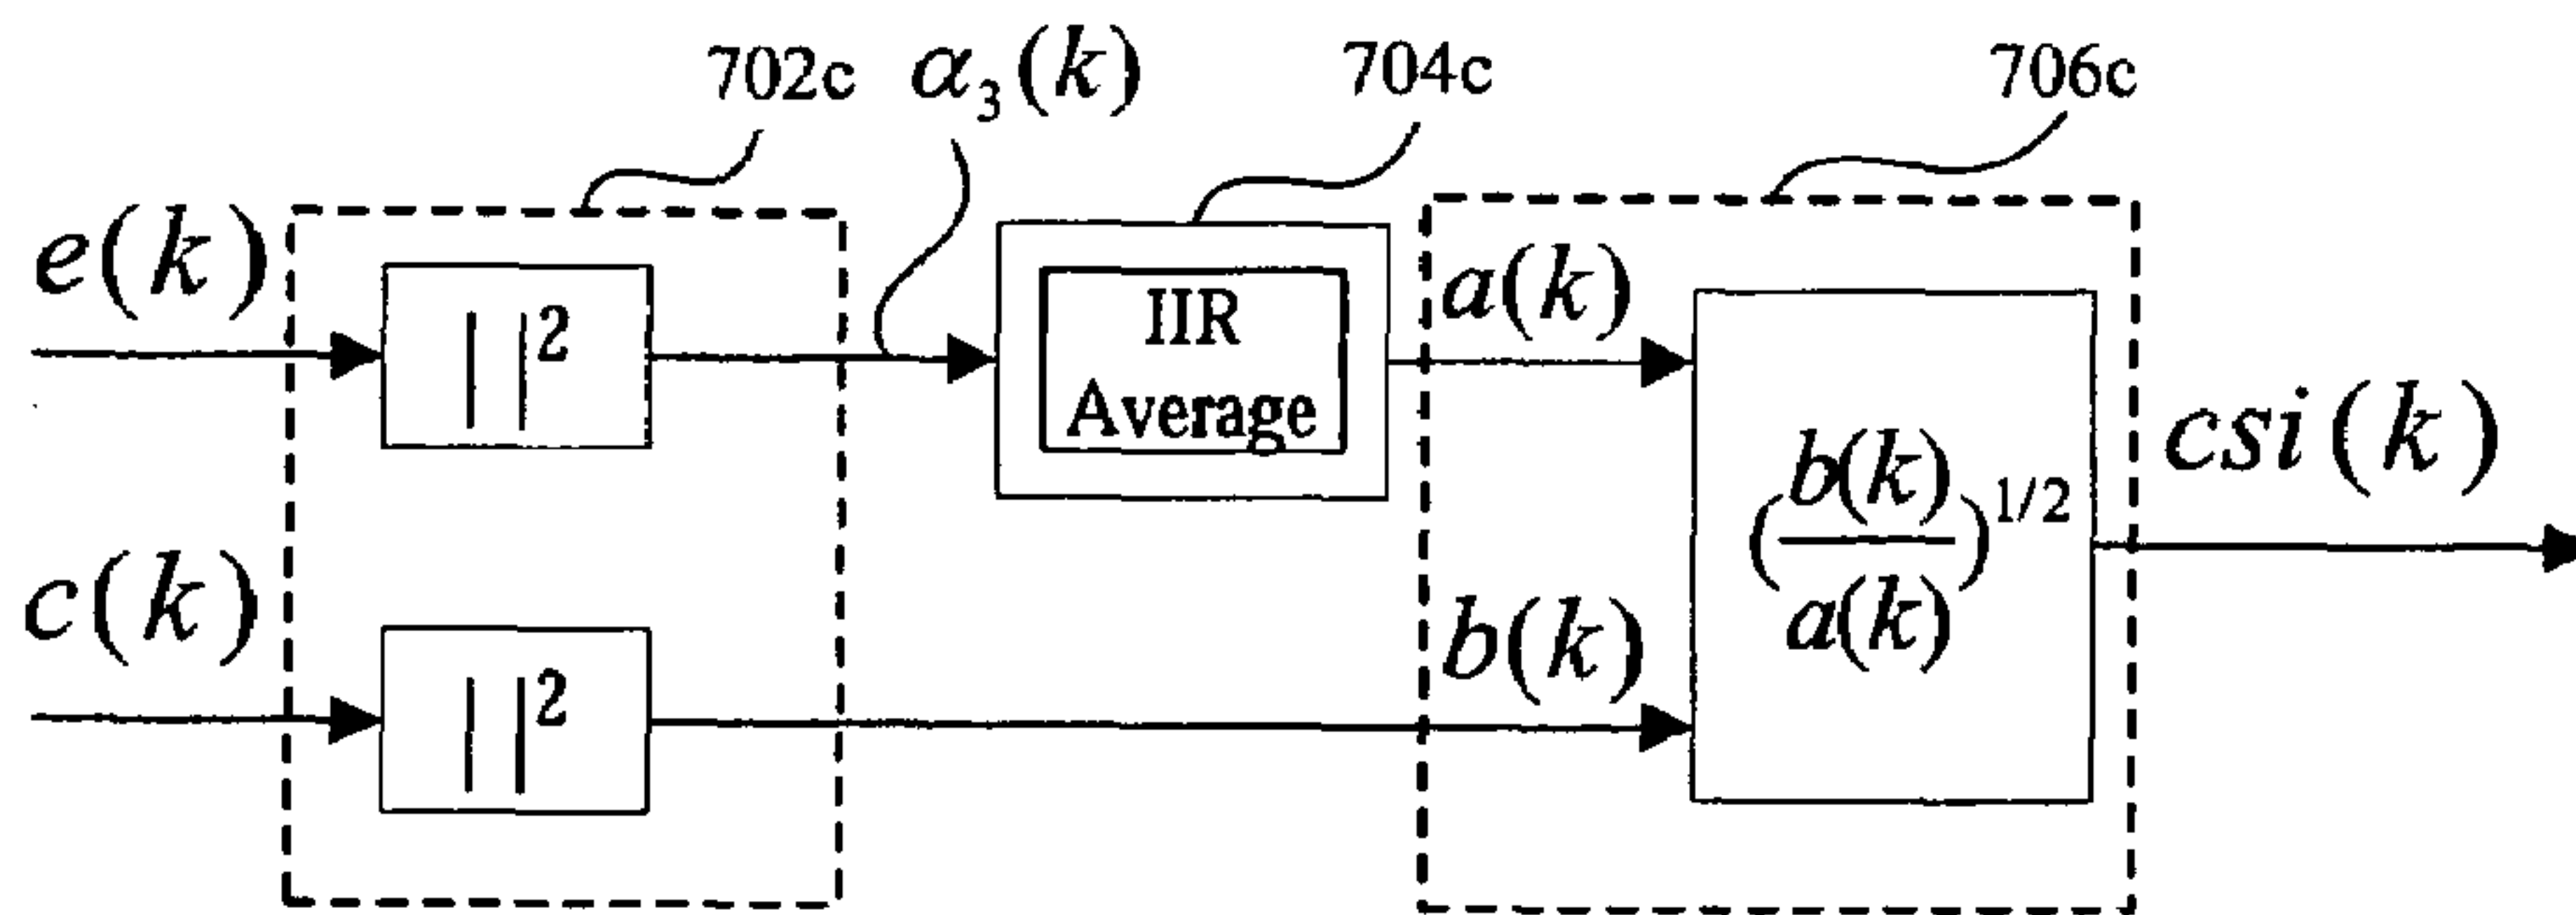 702c
α₃(k)
704c
706c
e(k)
| |²
IIR
Average
a(k)
c(k)
| |²
b(k)
(b(k)/a(k))^1/2
csi(k)